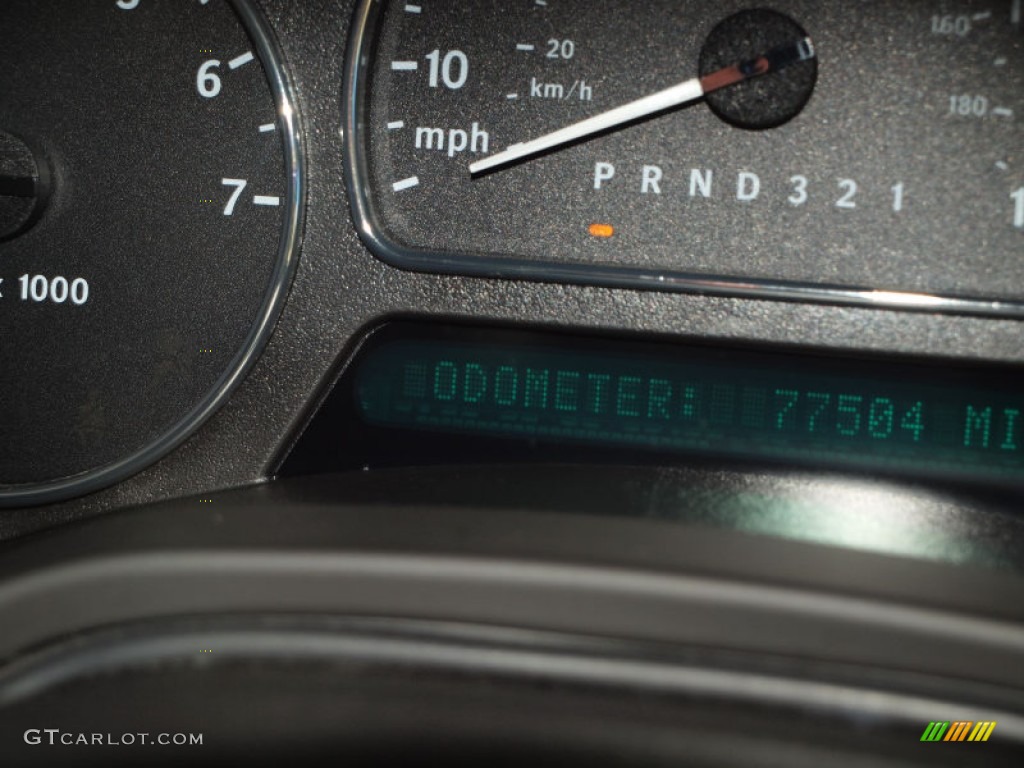 6
7
x 1000
10
20
km/h
mph
160
180
P R N D 3 2 1
ODOMETER: 77504 MI
GTCARLOT.COM